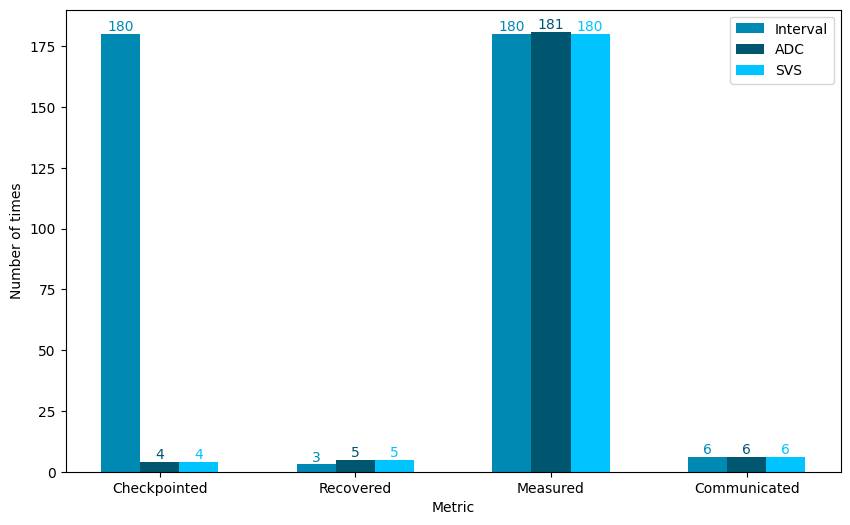 180
180
181
180
Interval
ADC
SVS
175
150
125
100
75
50
25
0
Number of times
4
4
3
5
5
6
6
6
Checkpointed
Recovered
Measured
Communicated
Metric